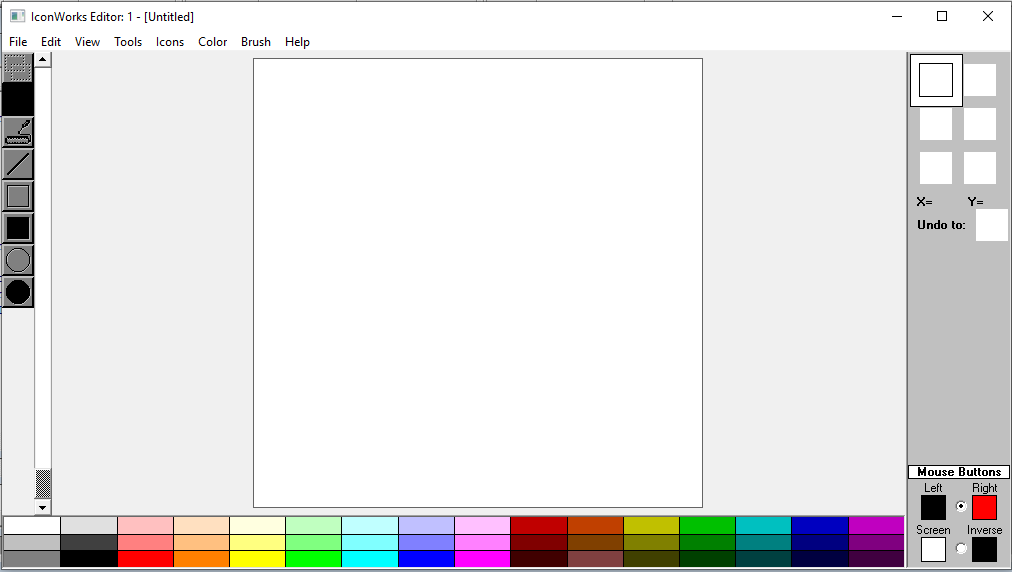 IconWorks Editor: 1 - [Untitled]
File Edit View Tools Icons Color Brush Help
X= Y=
Undo to:
Mouse Buttons
Left Right
Screen Inverse